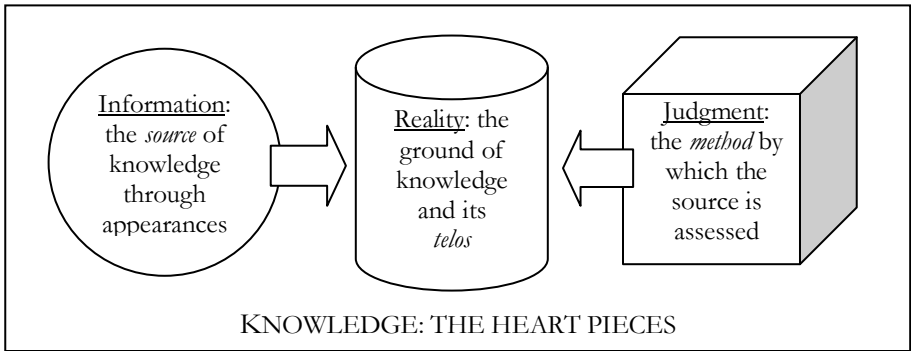 Information:
the source of
knowledge
through
appearances
Reality: the
ground of
knowledge
and its
telos
Judgment:
the method by
which the
source is
assessed
KNOWLEDGE: THE HEART PIECES